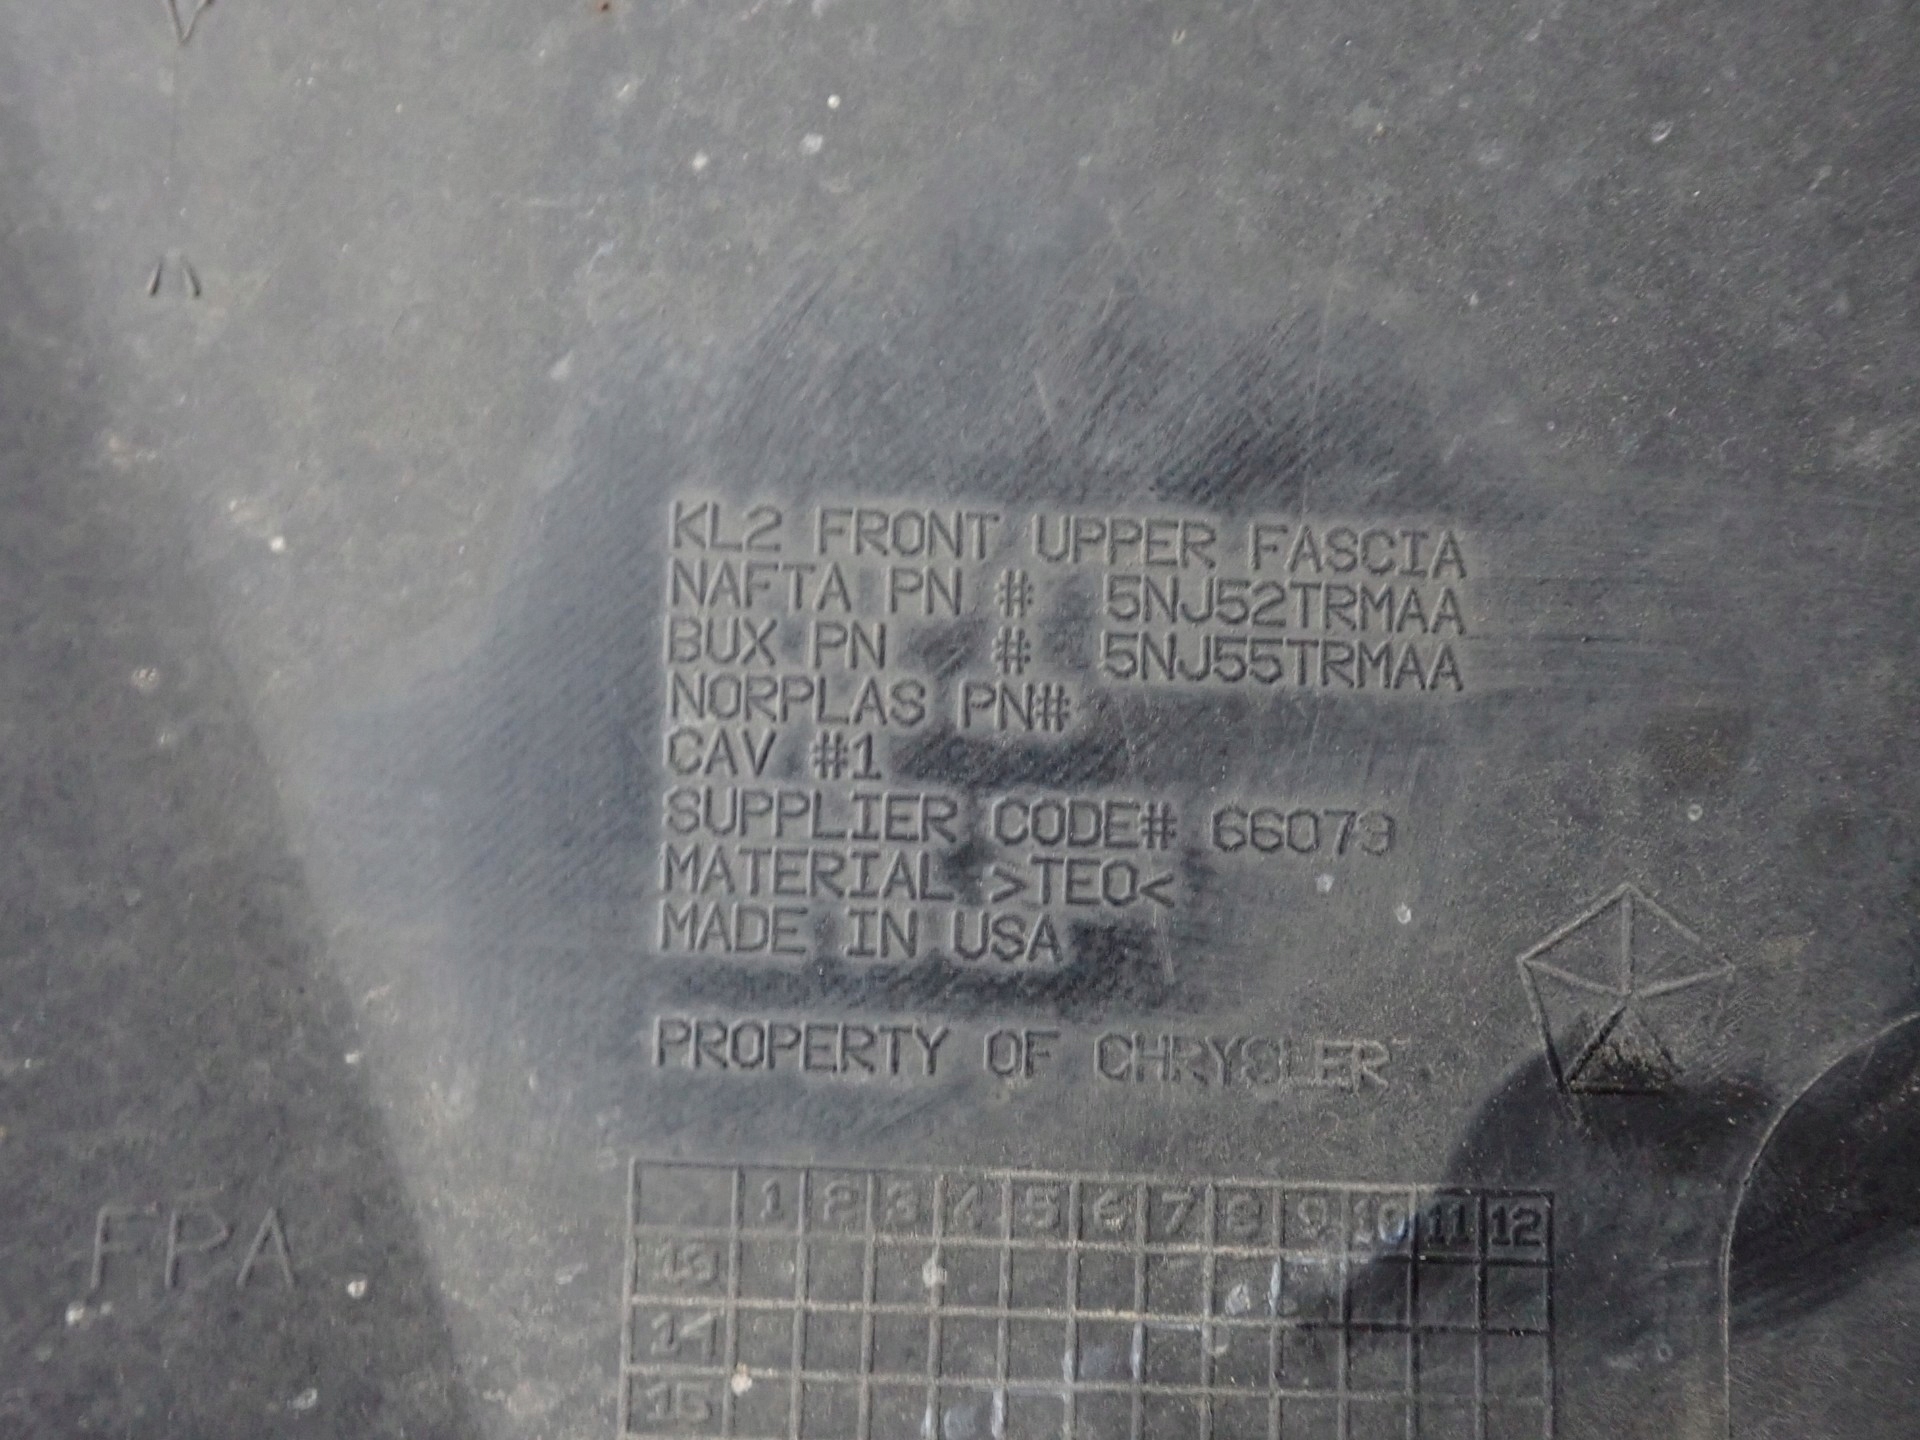 KL2 FRONT UPPER FASCIA
NAFTA PN # 5NJ52TRMAA
BUX PN # 5NJ55TRMAA
NORPLAS PN#
CAV #1
SUPPLIER CODE# 66079
MATERIAL >TEO<
MADE IN USA
PROPERTY OF CHRYSLER
FPA
1 2 3 4 5 6 7 8 9 10 11 12
13
14
15